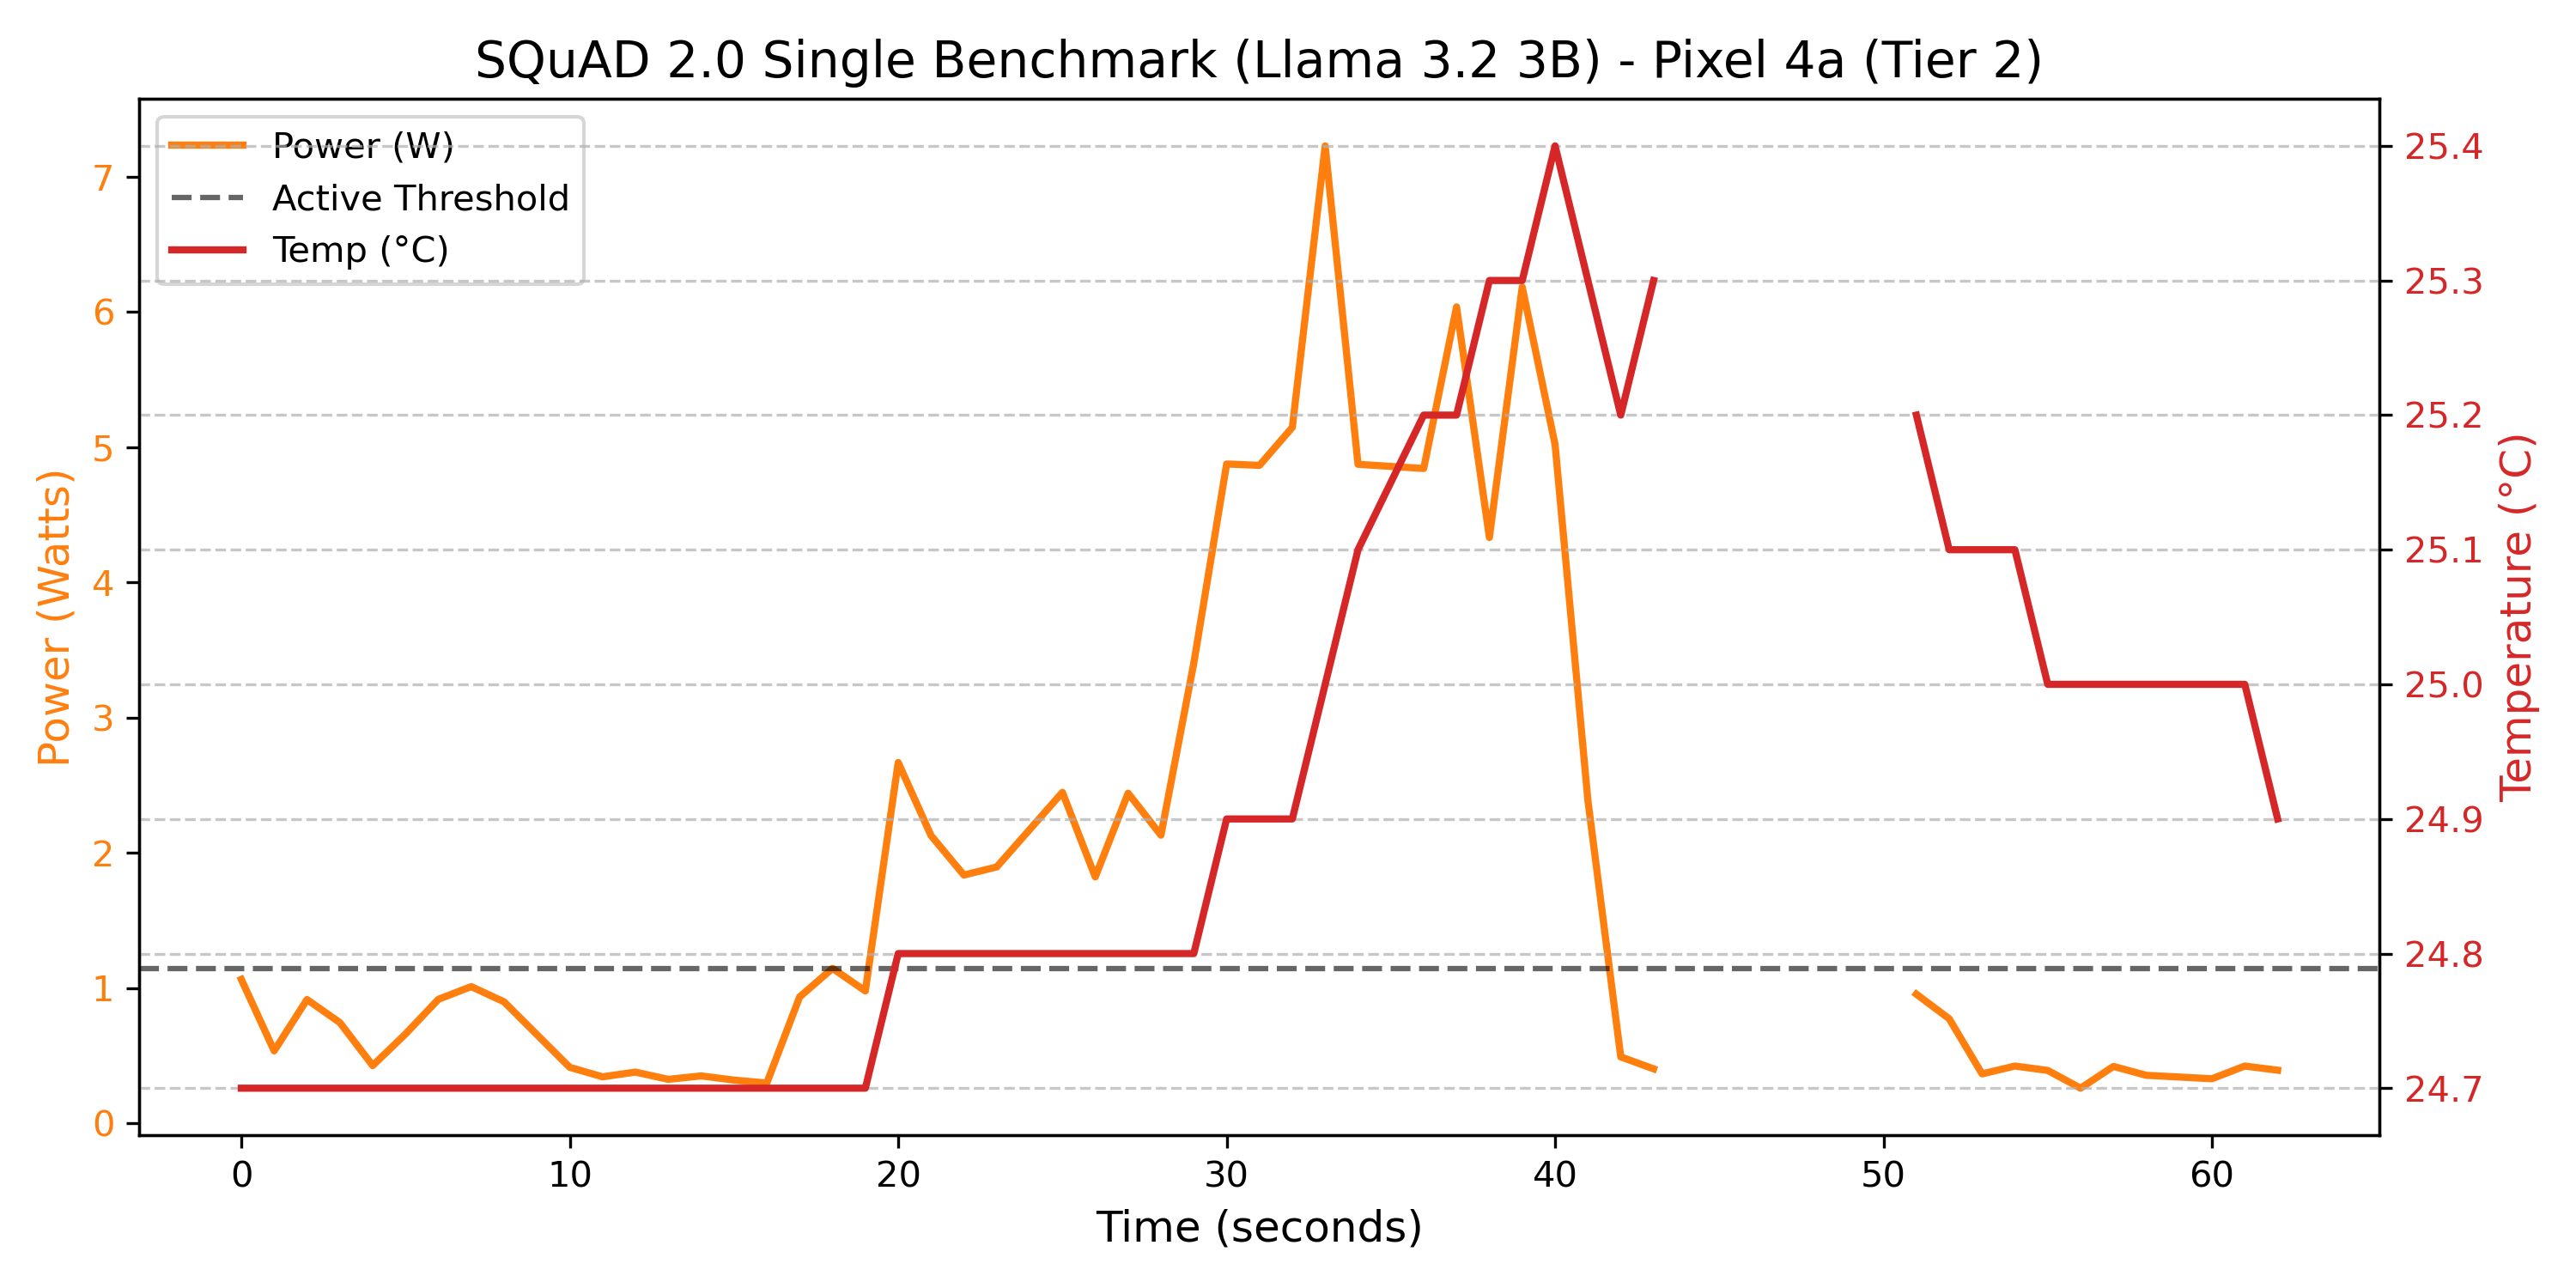 SQuAD 2.0 Single Benchmark (Llama 3.2 3B) - Pixel 4a (Tier 2)
Power (W)
Active Threshold
Temp (°C)
7
6
5
4
3
2
1
0
Power (Watts)
25.4
25.3
25.2
25.1
25.0
24.9
24.8
24.7
Temperature (°C)
0 10 20 30 40 50 60
Time (seconds)